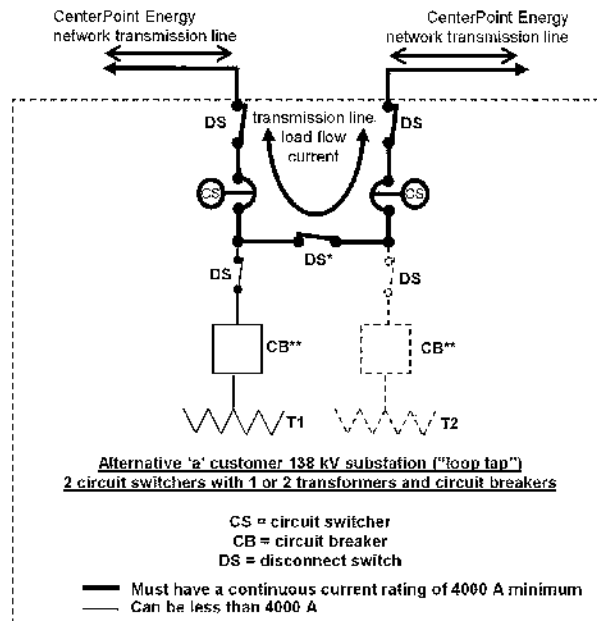 CenterPoint Energy
network transmission line
CenterPoint Energy
network transmission line
DS
transmission line
load flow
current
DS
CS
CS
DS*
DS
DS
CB**
CB**
T1
T2
Alternative 'a' customer 138 kV substation ("loop tap")
2 circuit switchers with 1 or 2 transformers and circuit breakers
CS = circuit switcher
CB = circuit breaker
DS = disconnect switch
Must have a continuous current rating of 4000 A minimum
Can be less than 4000 A